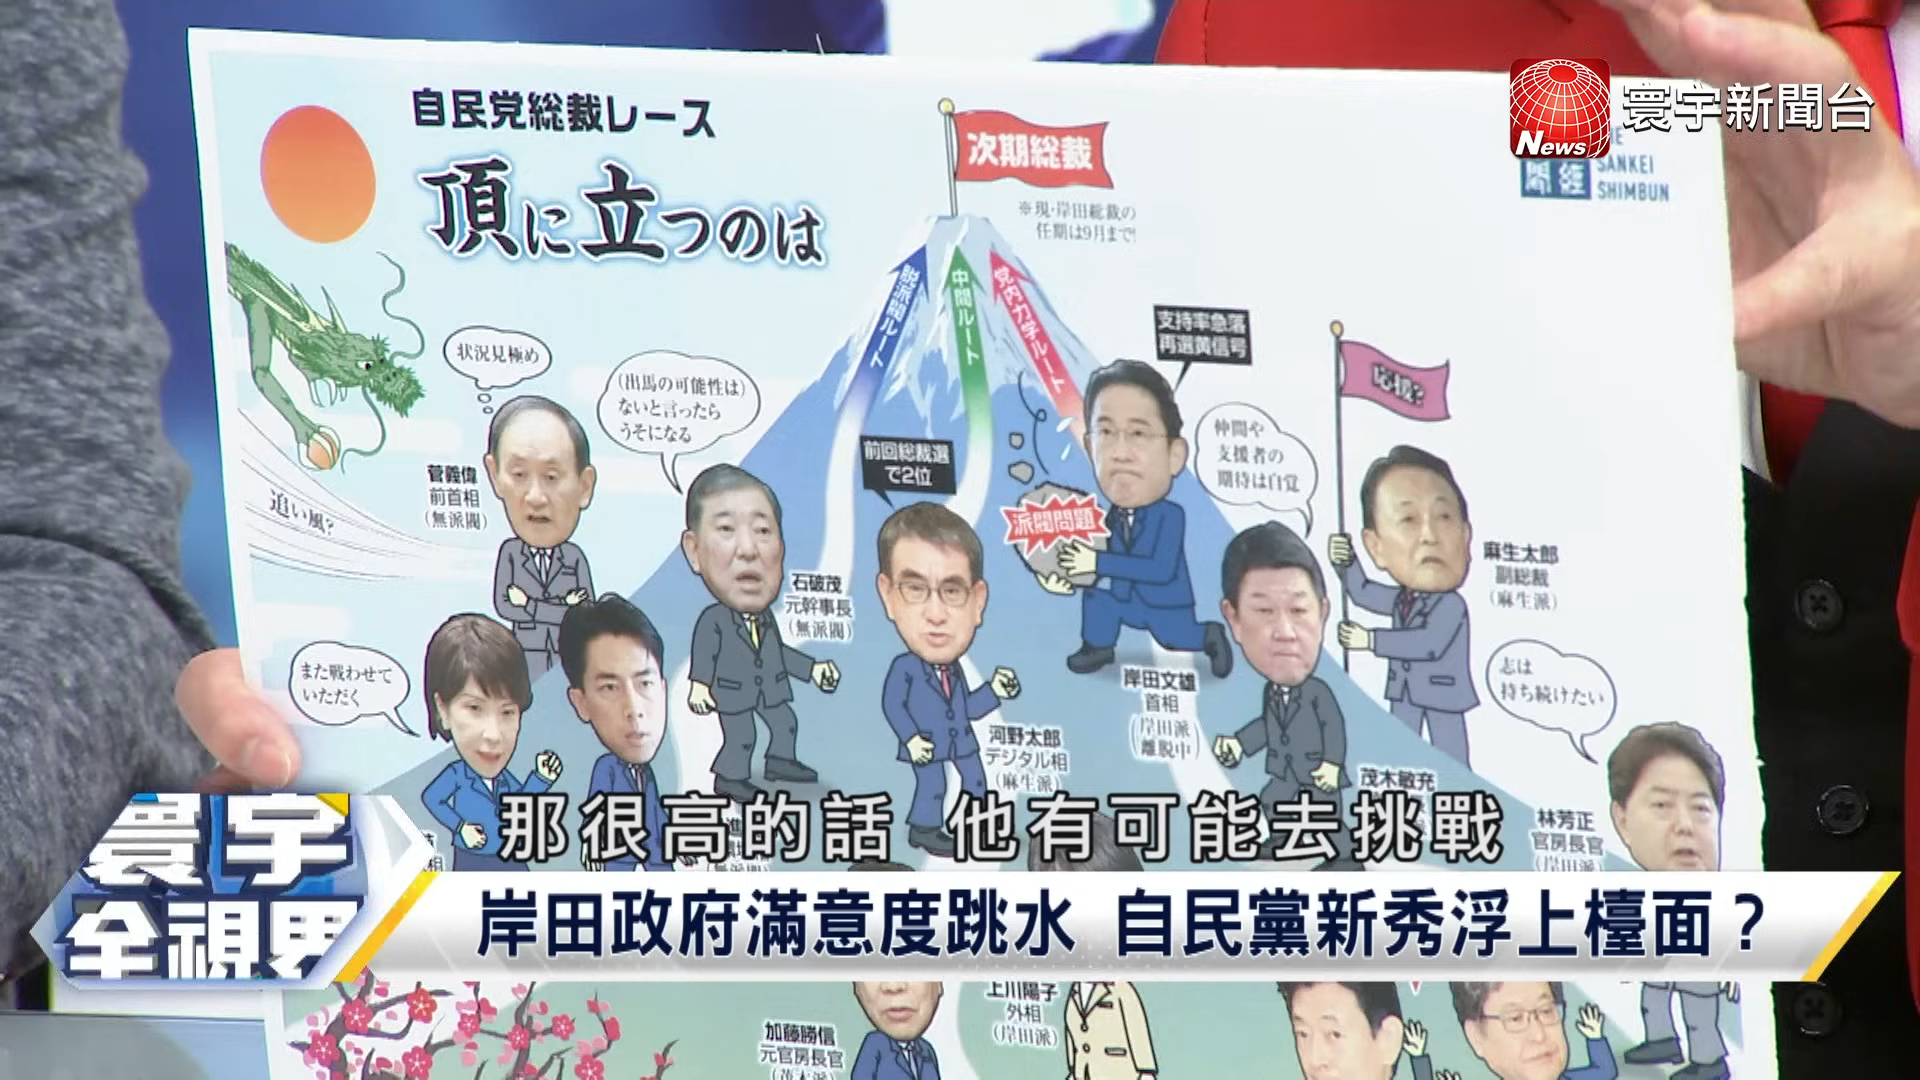 自民党総裁レース
頂に立つのは
次期総裁
※現・岸田総裁の
任期は9月まで!
寰宇新聞台
News
SANKEI
SHIMBUN
脱派閥ルート
中間ルート
党内力学ルート
状況見極め
(出馬の可能性は)
ないと言ったら
うそになる
支持率急落
再選黄信号
応援?
前回総裁選
で2位
仲間や
支援者の
期待は自覚
派閥問題
追い風?
菅義偉
前首相
(無派閥)
石破茂
元幹事長
(無派閥)
麻生太郎
副総裁
(麻生派)
また戦わせて
いただく
志は
持ち続けたい
河野太郎
デジタル相
(麻生派)
岸田文雄
首相
(岸田派
離脱中)
茂木敏充
林芳正
官房長官
(岸田派)
那很高的話 他有可能去挑戰
寰宇
全視界
岸田政府滿意度跳水 自民黨新秀浮上檯面?
上川陽子
外相
(岸田派)
加藤勝信
元官房長官
(茂木派)